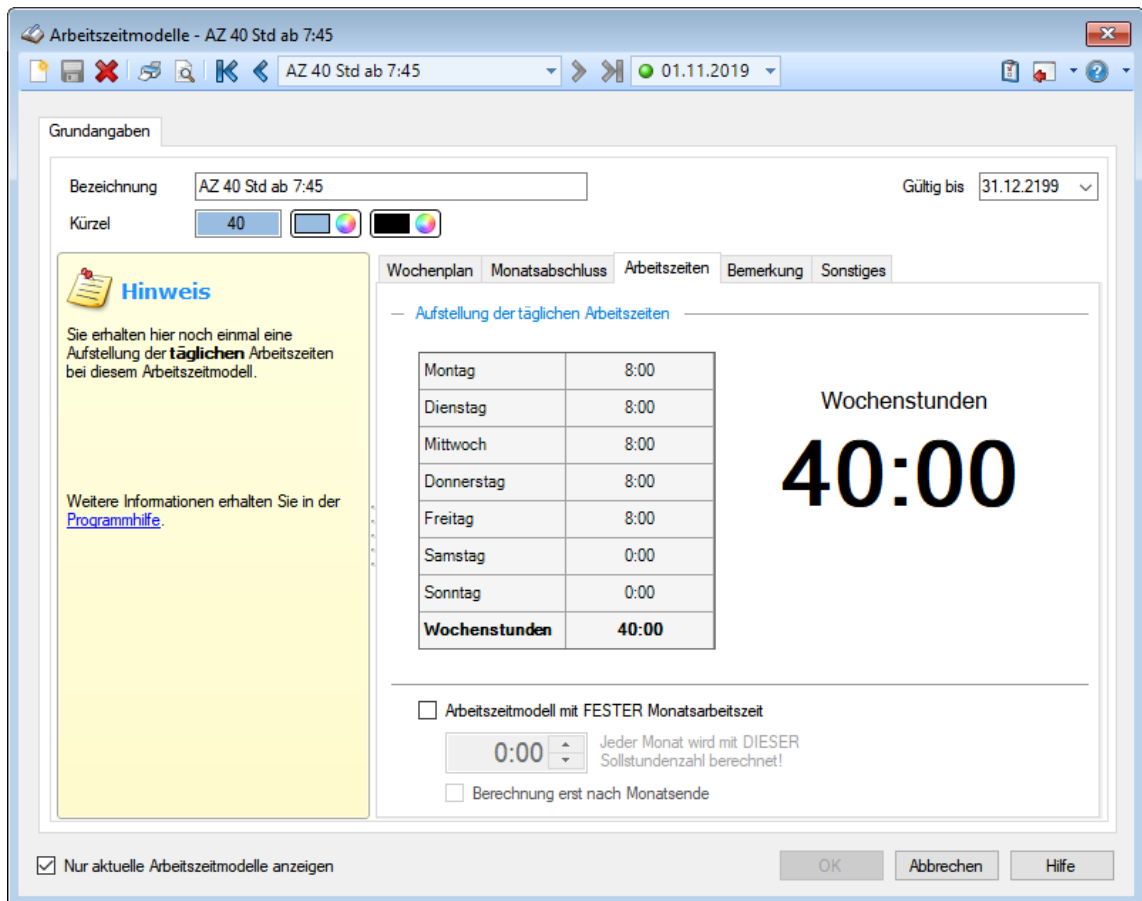 Arbeitszeitmodelle - AZ 40 Std ab 7:45
AZ 40 Std ab 7:45 01.11.2019
Grundangaben
Bezeichnung AZ 40 Std ab 7:45 Gültig bis 31.12.2199
Kürzel 40
Hinweis
Sie erhalten hier noch einmal eine
Aufstellung der täglichen Arbeitszeiten
bei diesem Arbeitszeitmodell.
Weitere Informationen erhalten Sie in der
Programmhilfe.
Wochenplan Monatsabschluss Arbeitszeiten Bemerkung Sonstiges
Aufstellung der täglichen Arbeitszeiten
Montag 8:00
Dienstag 8:00
Mittwoch 8:00
Donnerstag 8:00
Freitag 8:00
Samstag 0:00
Sonntag 0:00
Wochenstunden 40:00
Wochenstunden
40:00
Arbeitszeitmodell mit FESTER Monatsarbeitszeit
0:00
Jeder Monat wird mit DIESER
Sollstundenzahl berechnet!
Berechnung erst nach Monatsende
Nur aktuelle Arbeitszeitmodelle anzeigen
OK Abbrechen Hilfe